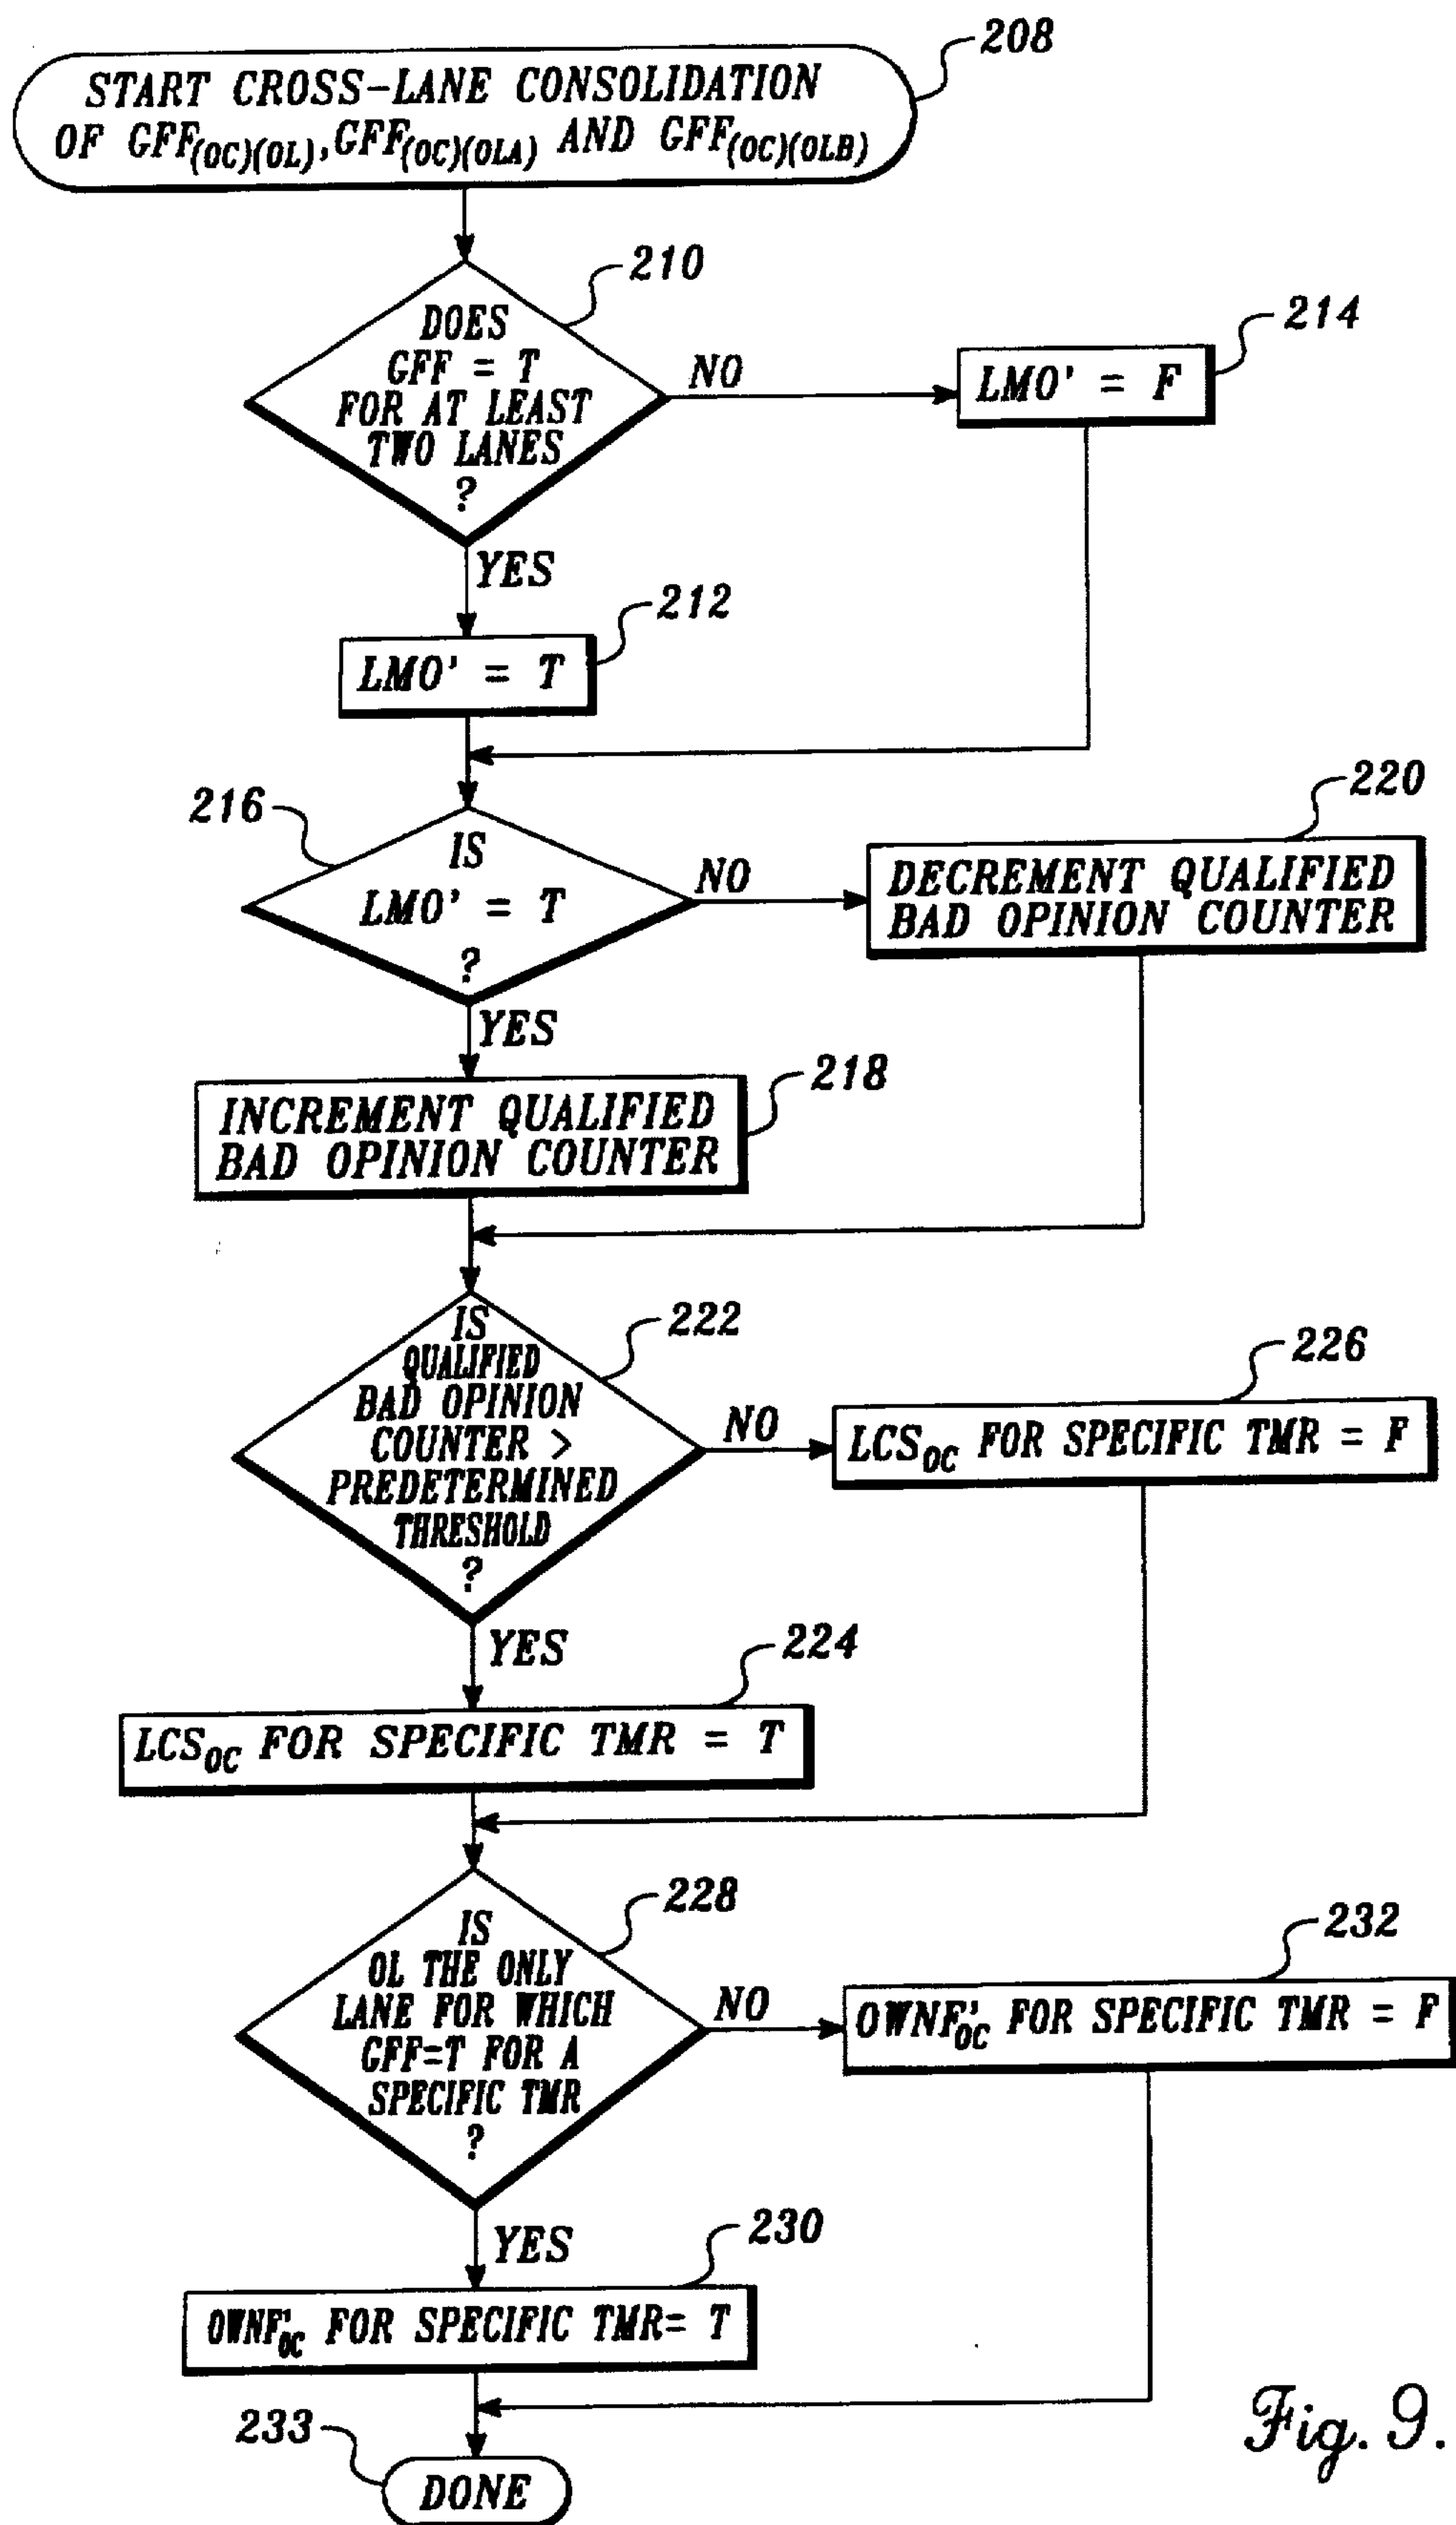 208
START CROSS-LANE CONSOLIDATION
OF GFF(OC)(OL), GFF(OC)(OLA) AND GFF(OC)(OLB)
210
DOES
GFF = T
FOR AT LEAST
TWO LANES
?
NO
214
LMO' = F
YES
212
LMO' = T
216
IS
LMO' = T
?
NO
220
DECREMENT QUALIFIED
BAD OPINION COUNTER
YES
218
INCREMENT QUALIFIED
BAD OPINION COUNTER
222
IS
QUALIFIED
BAD OPINION
COUNTER >
PREDETERMINED
THRESHOLD
?
NO
226
LCSOC FOR SPECIFIC TMR = F
YES
224
LCSOC FOR SPECIFIC TMR = T
228
IS
OL THE ONLY
LANE FOR WHICH
GFF=T FOR A
SPECIFIC TMR
?
NO
232
OWNF'OC FOR SPECIFIC TMR = F
YES
230
OWNF'OC FOR SPECIFIC TMR= T
233
DONE
Fig. 9.